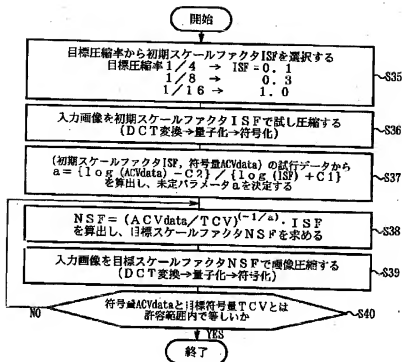 開始
目標圧縮率から初期スケールファクタISFを選択する
目標圧縮率 1/4 → ISF=0.1
1/8 → 0.3
1/16 → 1.0
S35
入力画像を初期スケールファクタISFで試し圧縮する
(DCT変換→量子化→符号化)
S36
(初期スケールファクタISF, 符号量ACVdata) の試行データから
a={log (ACVdata) -C2} / {log (ISF) +C1}
を算出し、未定パラメータaを決定する
S37
NSF=(ACVdata/TCV)(-1/a)・ISF
を算出し、目標スケールファクタNSFを求める
S38
入力画像を目標スケールファクタNSFで画像圧縮する
(DCT変換→量子化→符号化)
S39
符号量ACVdataと目標符号量TCVとは
許容範囲内で等しいか
S40
NO
YES
終了